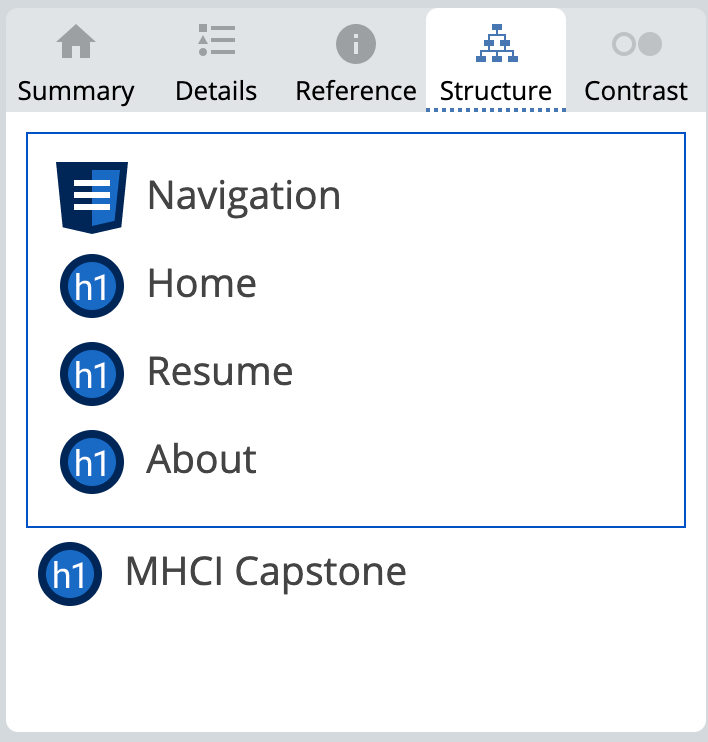 Summary Details Reference Structure Contrast
Navigation
h1 Home
h1 Resume
h1 About
h1 MHCI Capstone